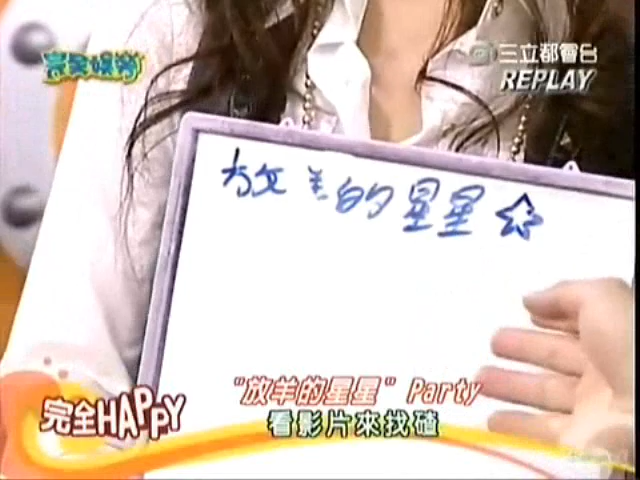 完全娛樂
三立都會台
REPLAY
放羊的星星☆
"放羊的星星" Party
完全HAPPY
看影片來找碴